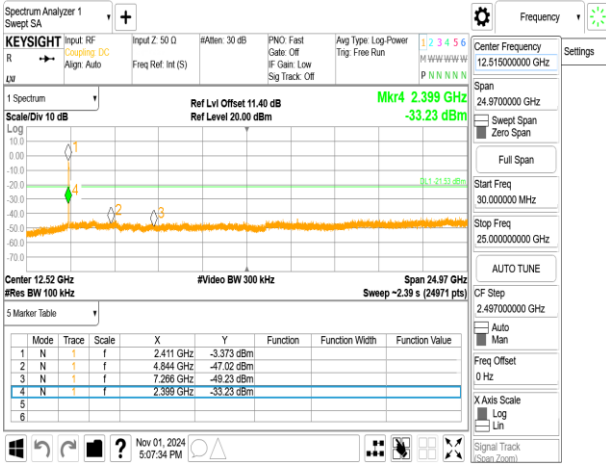 Spectrum Analyzer 1
Swept SA
Frequency
KEYSIGHT
R
Input: RF
Coupling: DC
Align: Auto
Input Z: 50 Ω
Freq Ref: Int (S)
#Atten: 30 dB
PNO: Fast
Gate: Off
IF Gain: Low
Sig Track: Off
Avg Type: Log-Power
Trig: Free Run
1 2 3 4 5 6
M W W W W W
P N N N N N
Center Frequency
12.515000000 GHz
Settings
1 Spectrum
Scale/Div 10 dB
Ref Lvl Offset 11.40 dB
Ref Level 20.00 dBm
Mkr4 2.399 GHz
-33.23 dBm
Span
24.9700000 GHz
Swept Span
Zero Span
Full Span
Start Freq
30.000000 MHz
Stop Freq
25.000000000 GHz
AUTO TUNE
CF Step
2.497000000 GHz
Auto
Man
Freq Offset
0 Hz
X Axis Scale
Log
Lin
Signal Track
(Span Zoom)
Log
10.0
0.00
-10.0
-20.0
-30.0
-40.0
-50.0
-60.0
-70.0
1
4
2
3
DL1 -21.53 dBm
Center 12.52 GHz
#Video BW 300 kHz
Span 24.97 GHz
#Res BW 100 kHz
Sweep ~2.39 s (24971 pts)
5 Marker Table
Mode Trace Scale X Y Function Function Width Function Value
1 N 1 f 2.411 GHz -3.373 dBm
2 N 1 f 4.844 GHz -47.02 dBm
3 N 1 f 7.266 GHz -49.23 dBm
4 N 1 f 2.399 GHz -33.23 dBm
5
6
?
Nov 01, 2024
5:07:34 PM